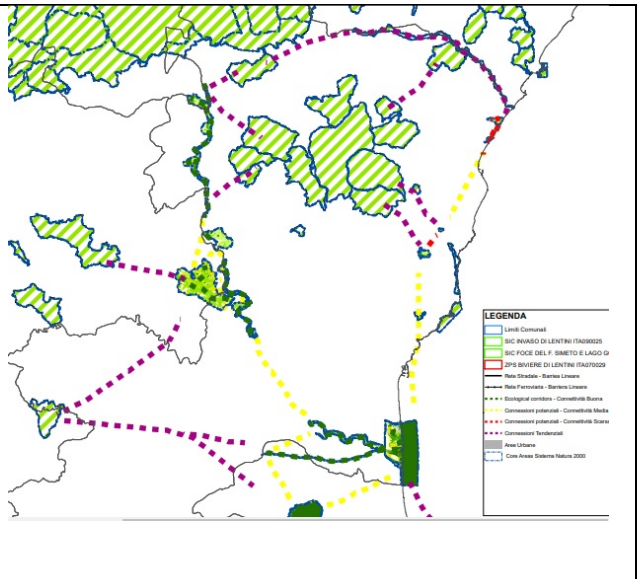 LEGENDA
Limiti Comunali
SIC INVASO DI LENTINI ITA090025
SIC FOCE DEL F. SIMETO E LAGO G
ZPS BIVIERE DI LENTINI ITA070029
Rete Stradale - Barriera Lineare
Rete Ferroviaria - Barriera Lineare
Ecological corridors - Connettività Buona
Connessioni potenziali - Connettività Media
Connessioni potenziali - Connettività Scarsa
Connessioni Tendenziali
Aree Urbane
Core Areas Sistema Natura 2000